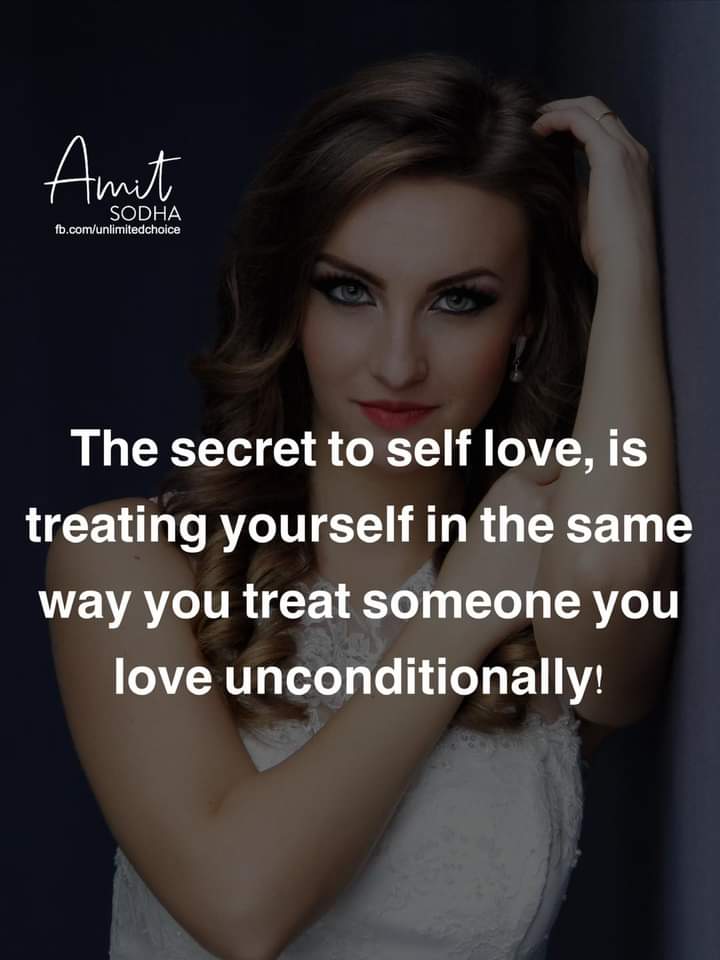 Amit
SODHA
fb.com/unlimitedchoice
The secret to self love, is
treating yourself in the same
way you treat someone you
love unconditionally!